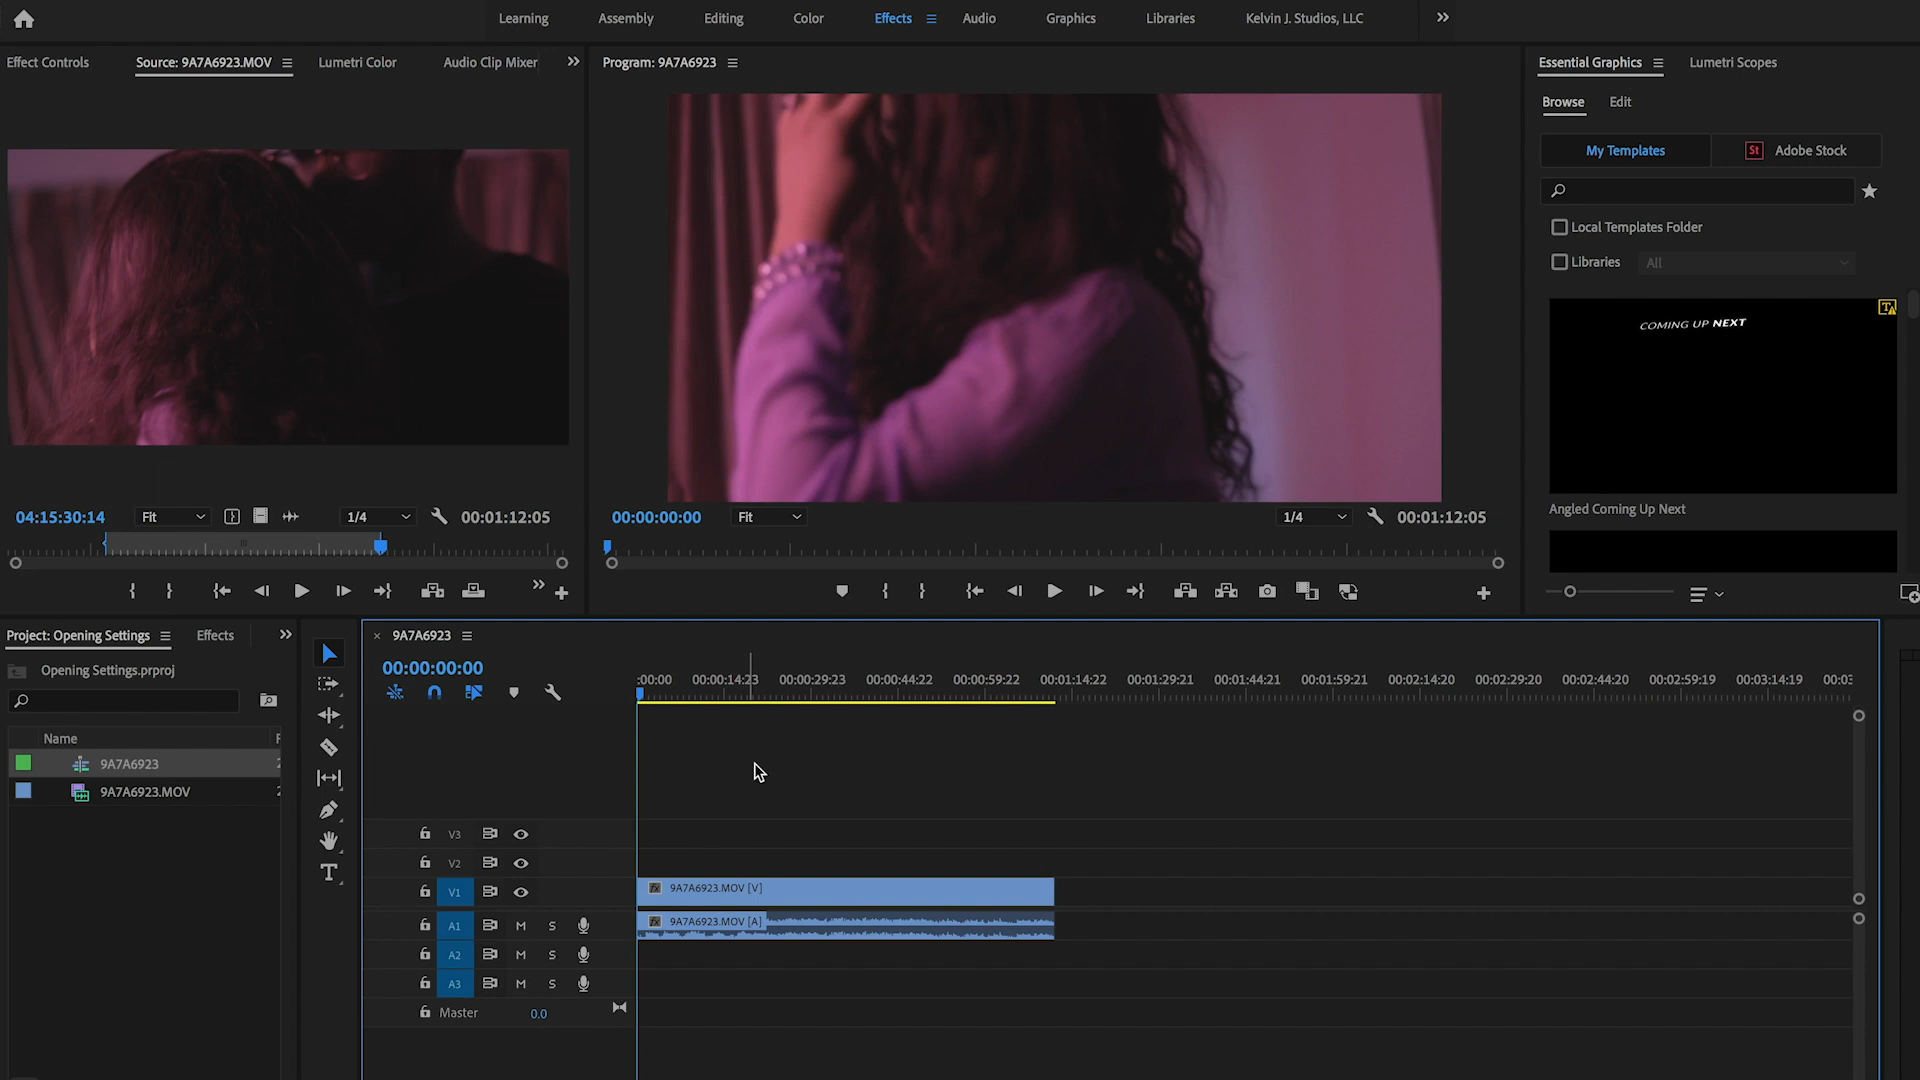 Learning Assembly Editing Color Effects Audio Graphics Libraries Kelvin J. Studios, LLC
Effect Controls Source: 9A7A6923.MOV Lumetri Color Audio Clip Mixer
Program: 9A7A6923
Essential Graphics Lumetri Scopes
Browse Edit
My Templates St Adobe Stock
Local Templates Folder
Libraries All
COMING UP NEXT
Angled Coming Up Next
04:15:30:14 Fit 1/4 00:01:12:05
00:00:00:00 Fit 1/4 00:01:12:05
Project: Opening Settings Effects
Opening Settings.prproj
Name
9A7A6923
9A7A6923.MOV
× 9A7A6923
00:00:00:00
:00:00 00:00:14:23 00:00:29:23 00:00:44:22 00:00:59:22 00:01:14:22 00:01:29:21 00:01:44:21 00:01:59:21 00:02:14:20 00:02:29:20 00:02:44:20 00:02:59:19 00:03:14:19 00:03
V3
V2
V1 fx 9A7A6923.MOV [V]
A1 M S fx 9A7A6923.MOV [A]
A2 M S
A3 M S
Master 0.0
T